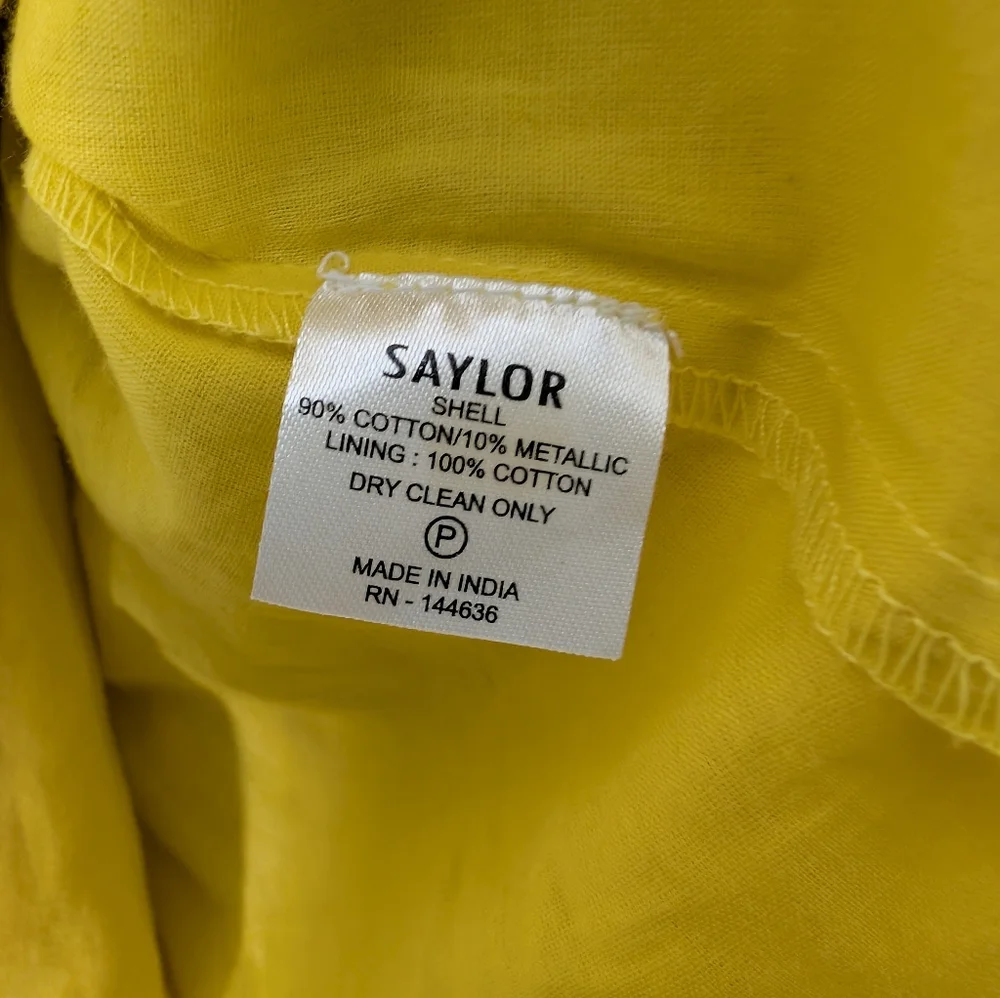 SAYLOR
SHELL
90% COTTON/10% METALLIC
LINING : 100% COTTON
DRY CLEAN ONLY
P
MADE IN INDIA
RN - 144636